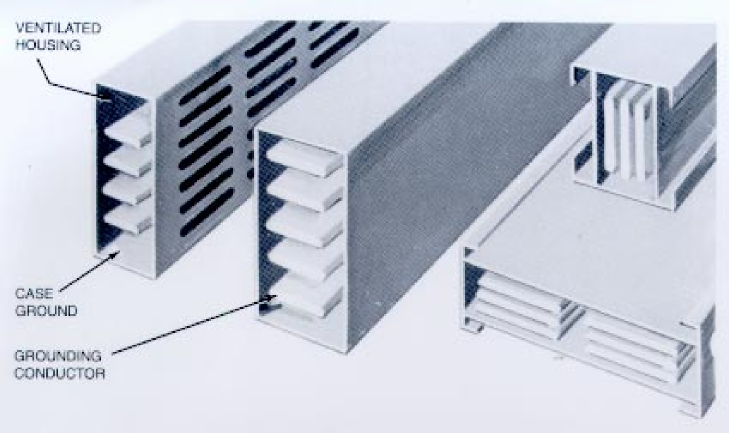 VENTILATED
HOUSING
CASE
GROUND
GROUNDING
CONDUCTOR